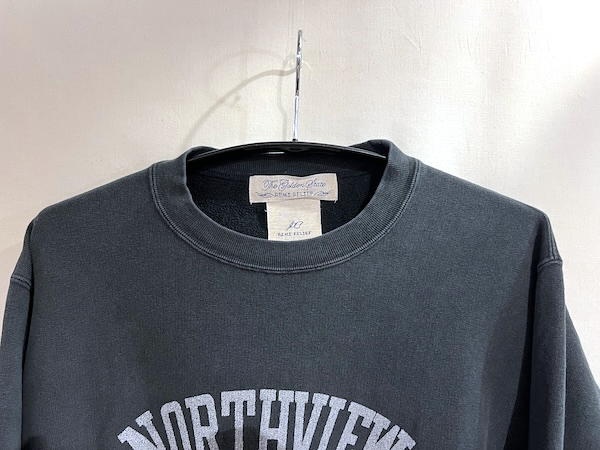 The Golden State
REMI RELIEF
REMI RELIEF
NORTHVIEW